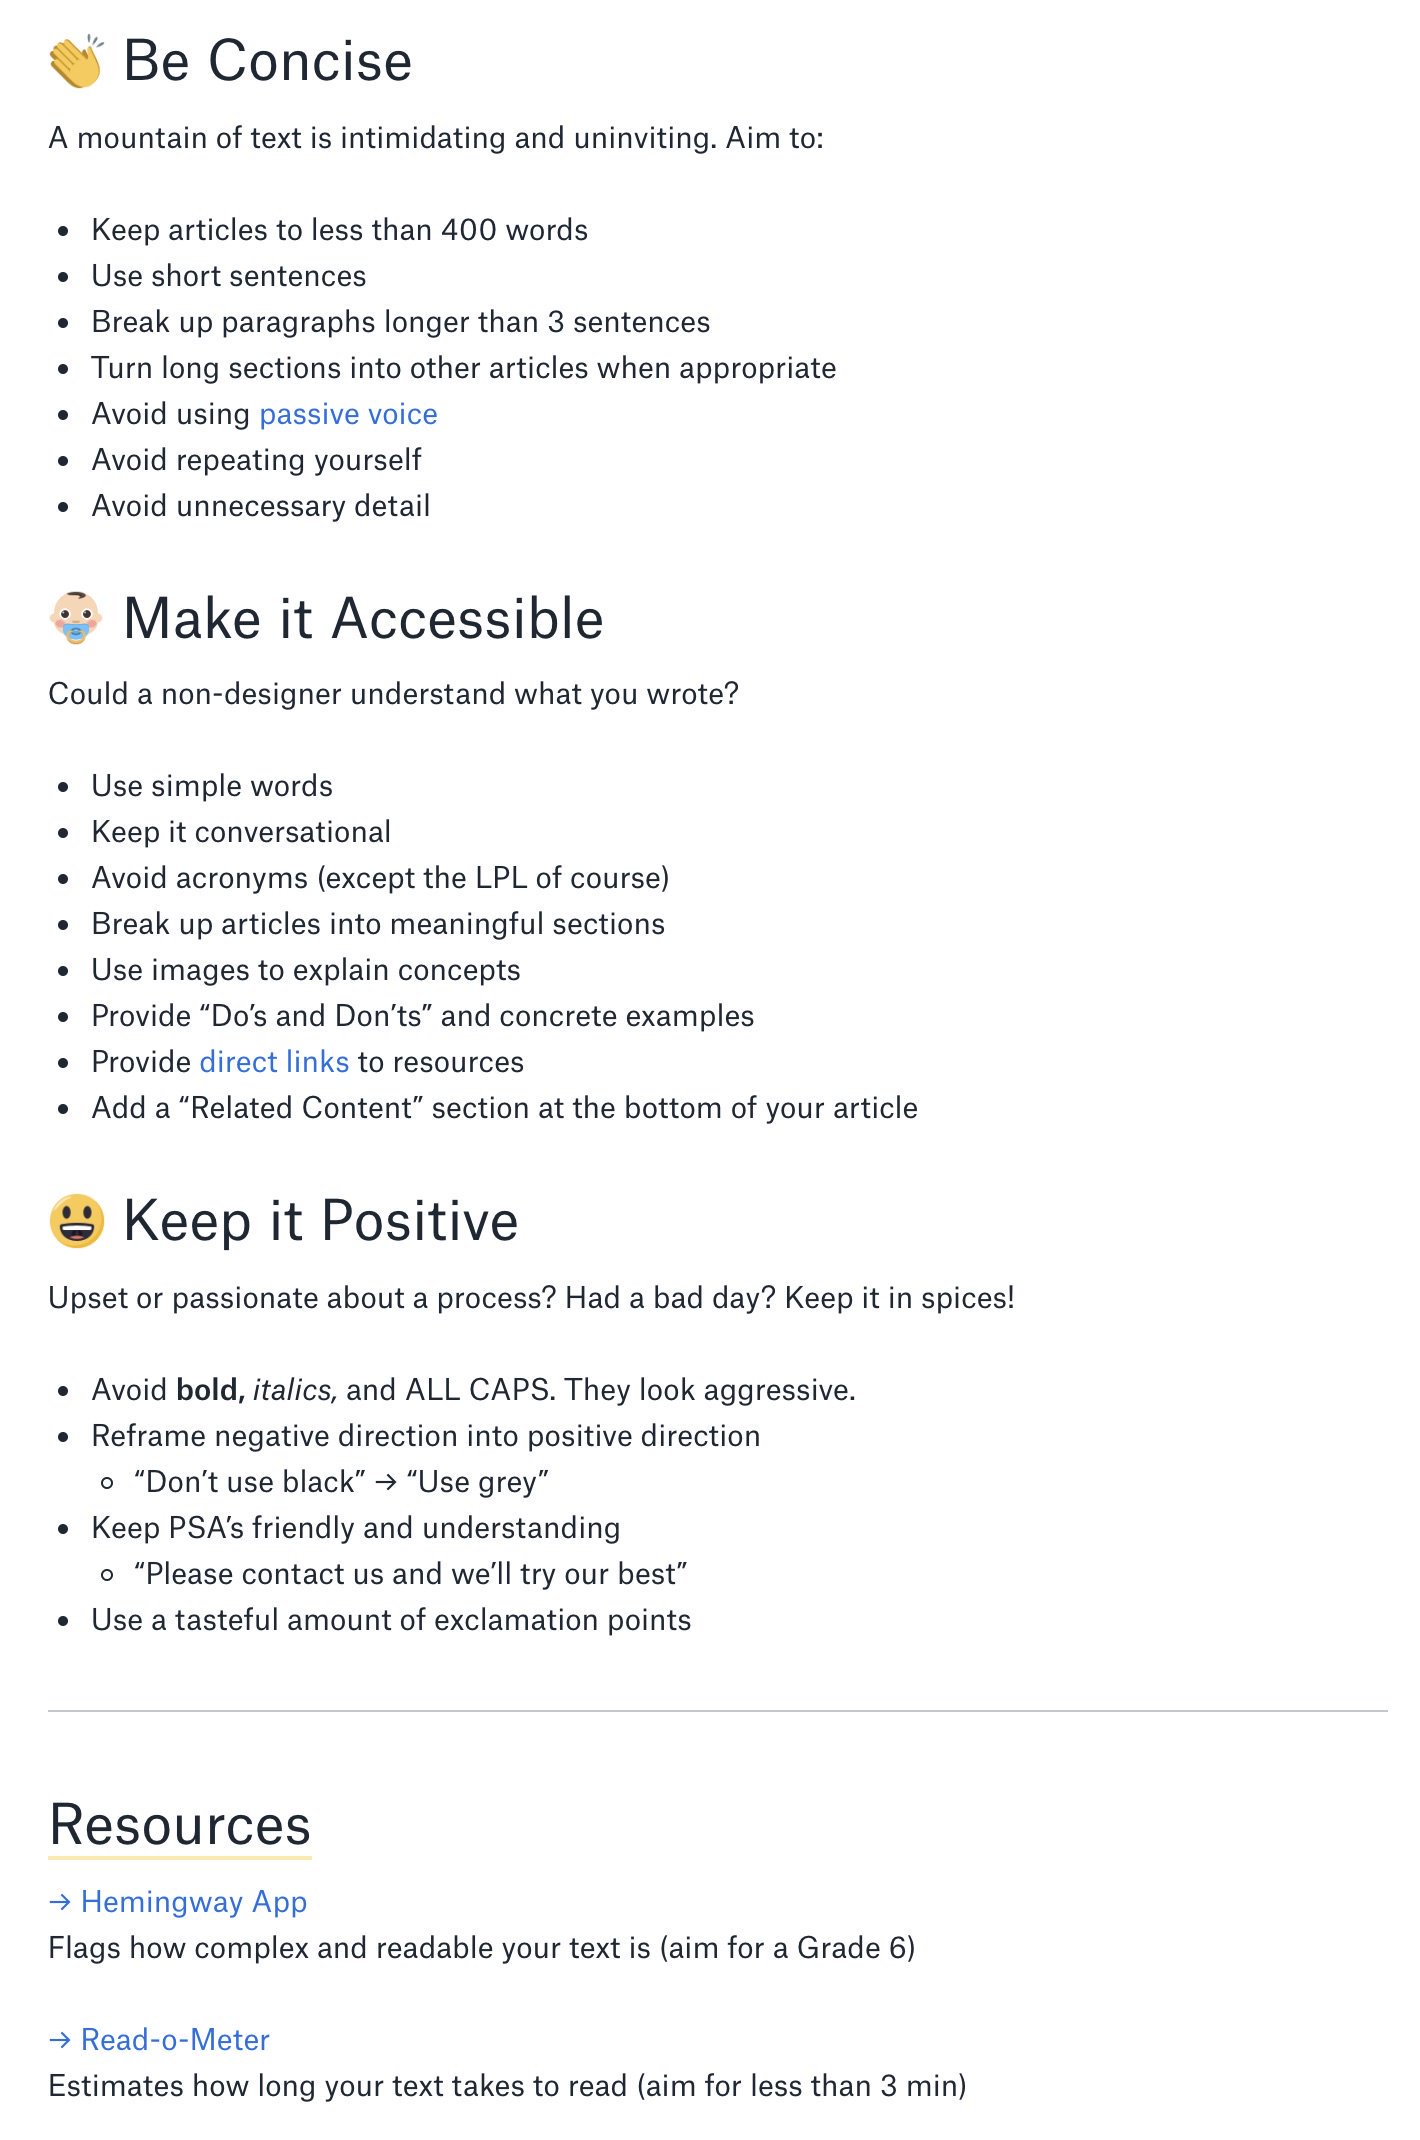 👏 Be Concise
A mountain of text is intimidating and uninviting. Aim to:
• Keep articles to less than 400 words
• Use short sentences
• Break up paragraphs longer than 3 sentences
• Turn long sections into other articles when appropriate
• Avoid using passive voice
• Avoid repeating yourself
• Avoid unnecessary detail
👶 Make it Accessible
Could a non-designer understand what you wrote?
• Use simple words
• Keep it conversational
• Avoid acronyms (except the LPL of course)
• Break up articles into meaningful sections
• Use images to explain concepts
• Provide “Do’s and Don’ts” and concrete examples
• Provide direct links to resources
• Add a “Related Content” section at the bottom of your article
😃 Keep it Positive
Upset or passionate about a process? Had a bad day? Keep it in spices!
• Avoid bold, italics, and ALL CAPS. They look aggressive.
• Reframe negative direction into positive direction
◦ “Don’t use black” → “Use grey”
• Keep PSA’s friendly and understanding
◦ “Please contact us and we’ll try our best”
• Use a tasteful amount of exclamation points
Resources
→ Hemingway App
Flags how complex and readable your text is (aim for a Grade 6)
→ Read-o-Meter
Estimates how long your text takes to read (aim for less than 3 min)